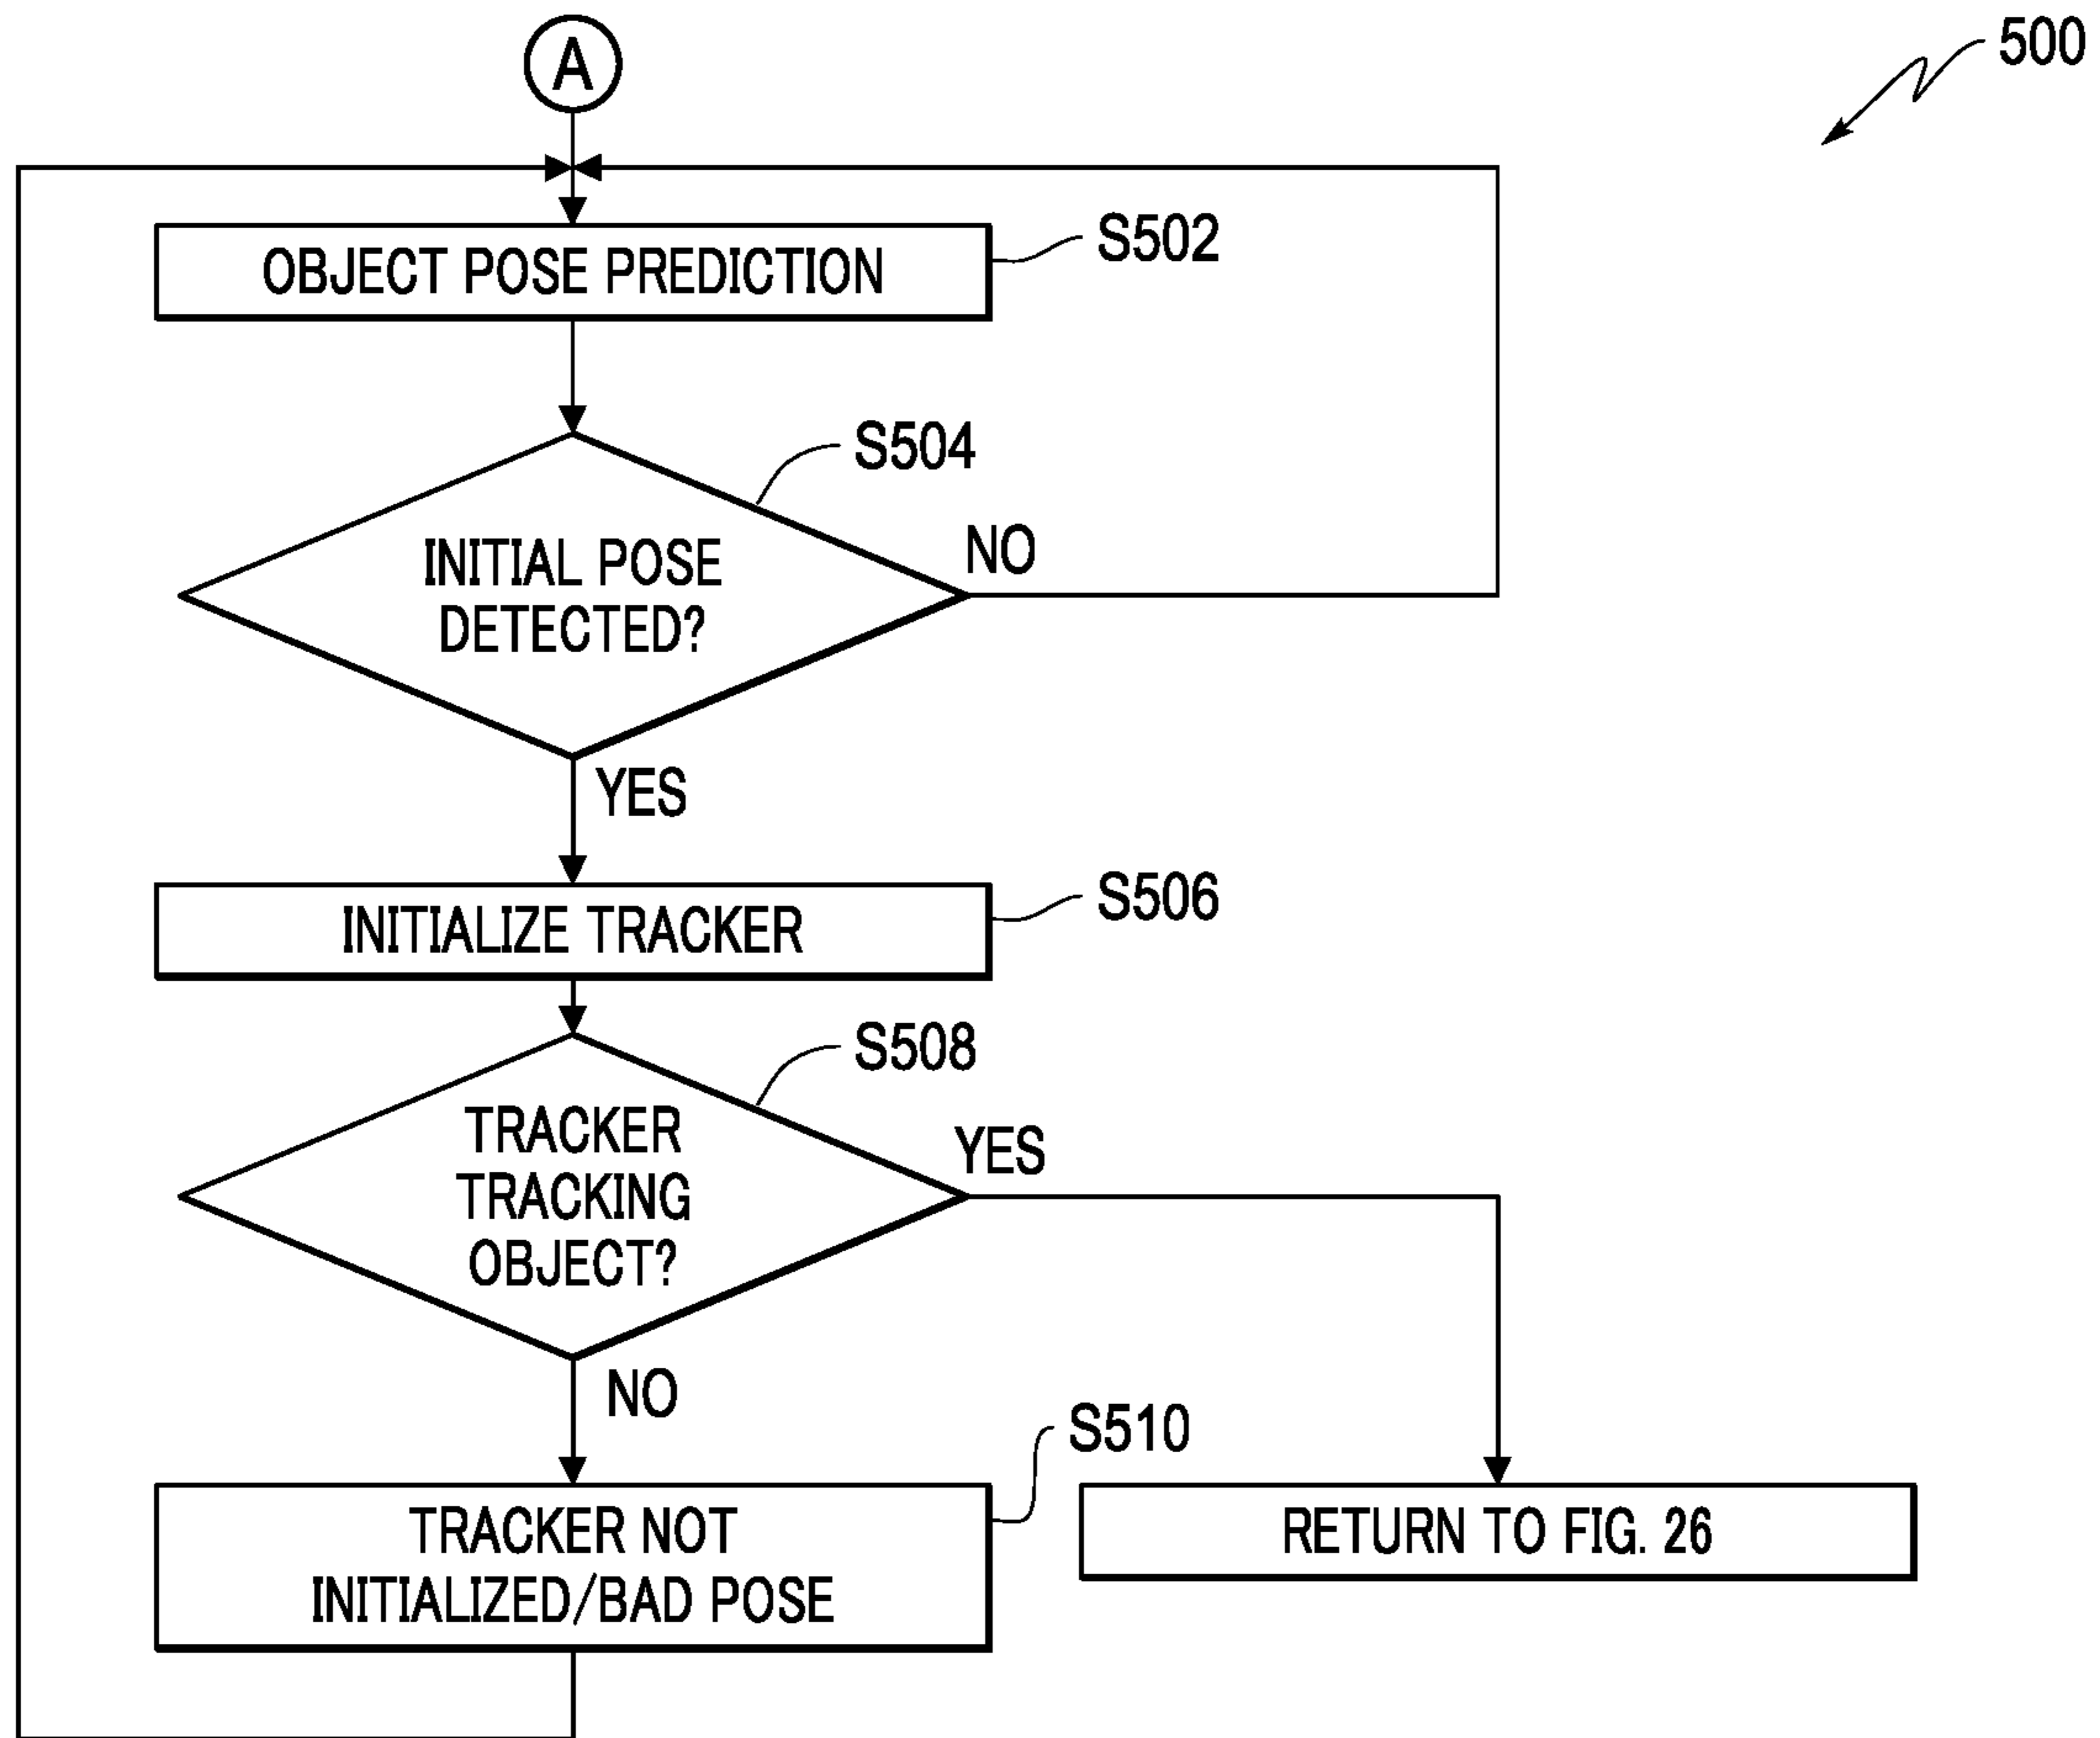 A
500
OBJECT POSE PREDICTION
S502
S504
INITIAL POSE
DETECTED?
NO
YES
INITIALIZE TRACKER
S506
S508
TRACKER
TRACKING
OBJECT?
YES
NO
S510
TRACKER NOT
INITIALIZED/BAD POSE
RETURN TO FIG. 26